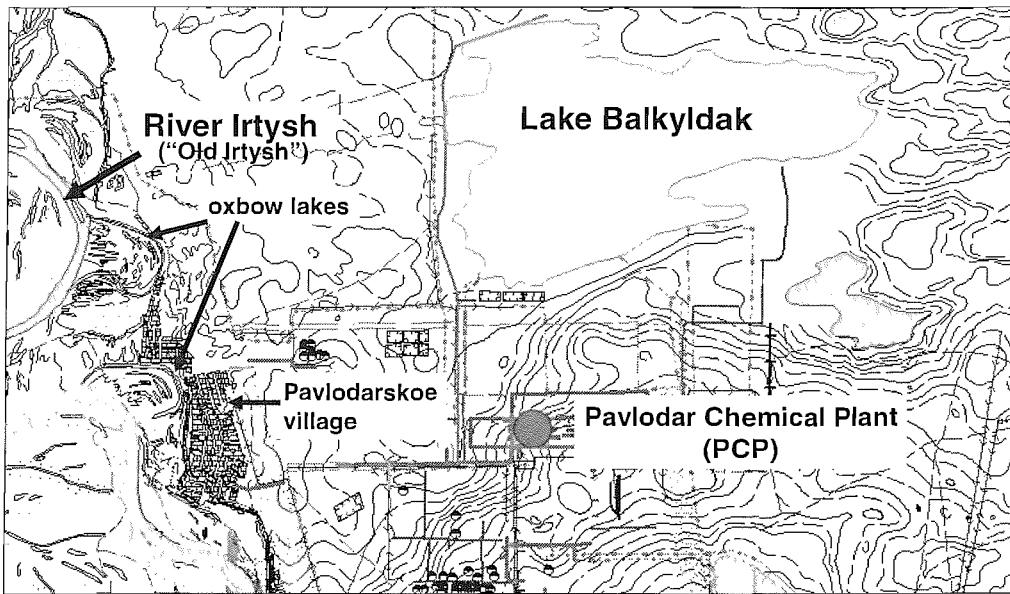 River Irtysh
(“Old Irtysh”)
Lake Balkyldak
oxbow lakes
Pavlodarskoe
village
Pavlodar Chemical Plant
(PCP)